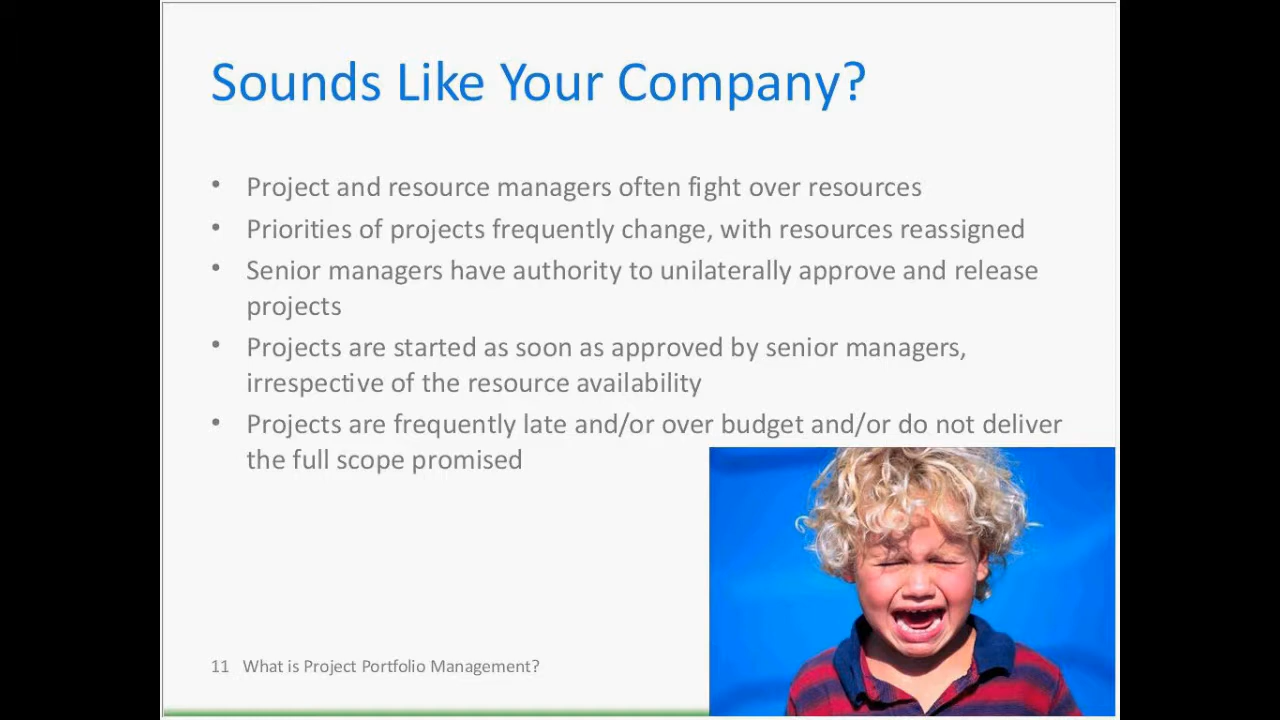 Sounds Like Your Company?
• Project and resource managers often fight over resources
• Priorities of projects frequently change, with resources reassigned
• Senior managers have authority to unilaterally approve and release
projects
• Projects are started as soon as approved by senior managers,
irrespective of the resource availability
• Projects are frequently late and/or over budget and/or do not deliver
the full scope promised
11 What is Project Portfolio Management?